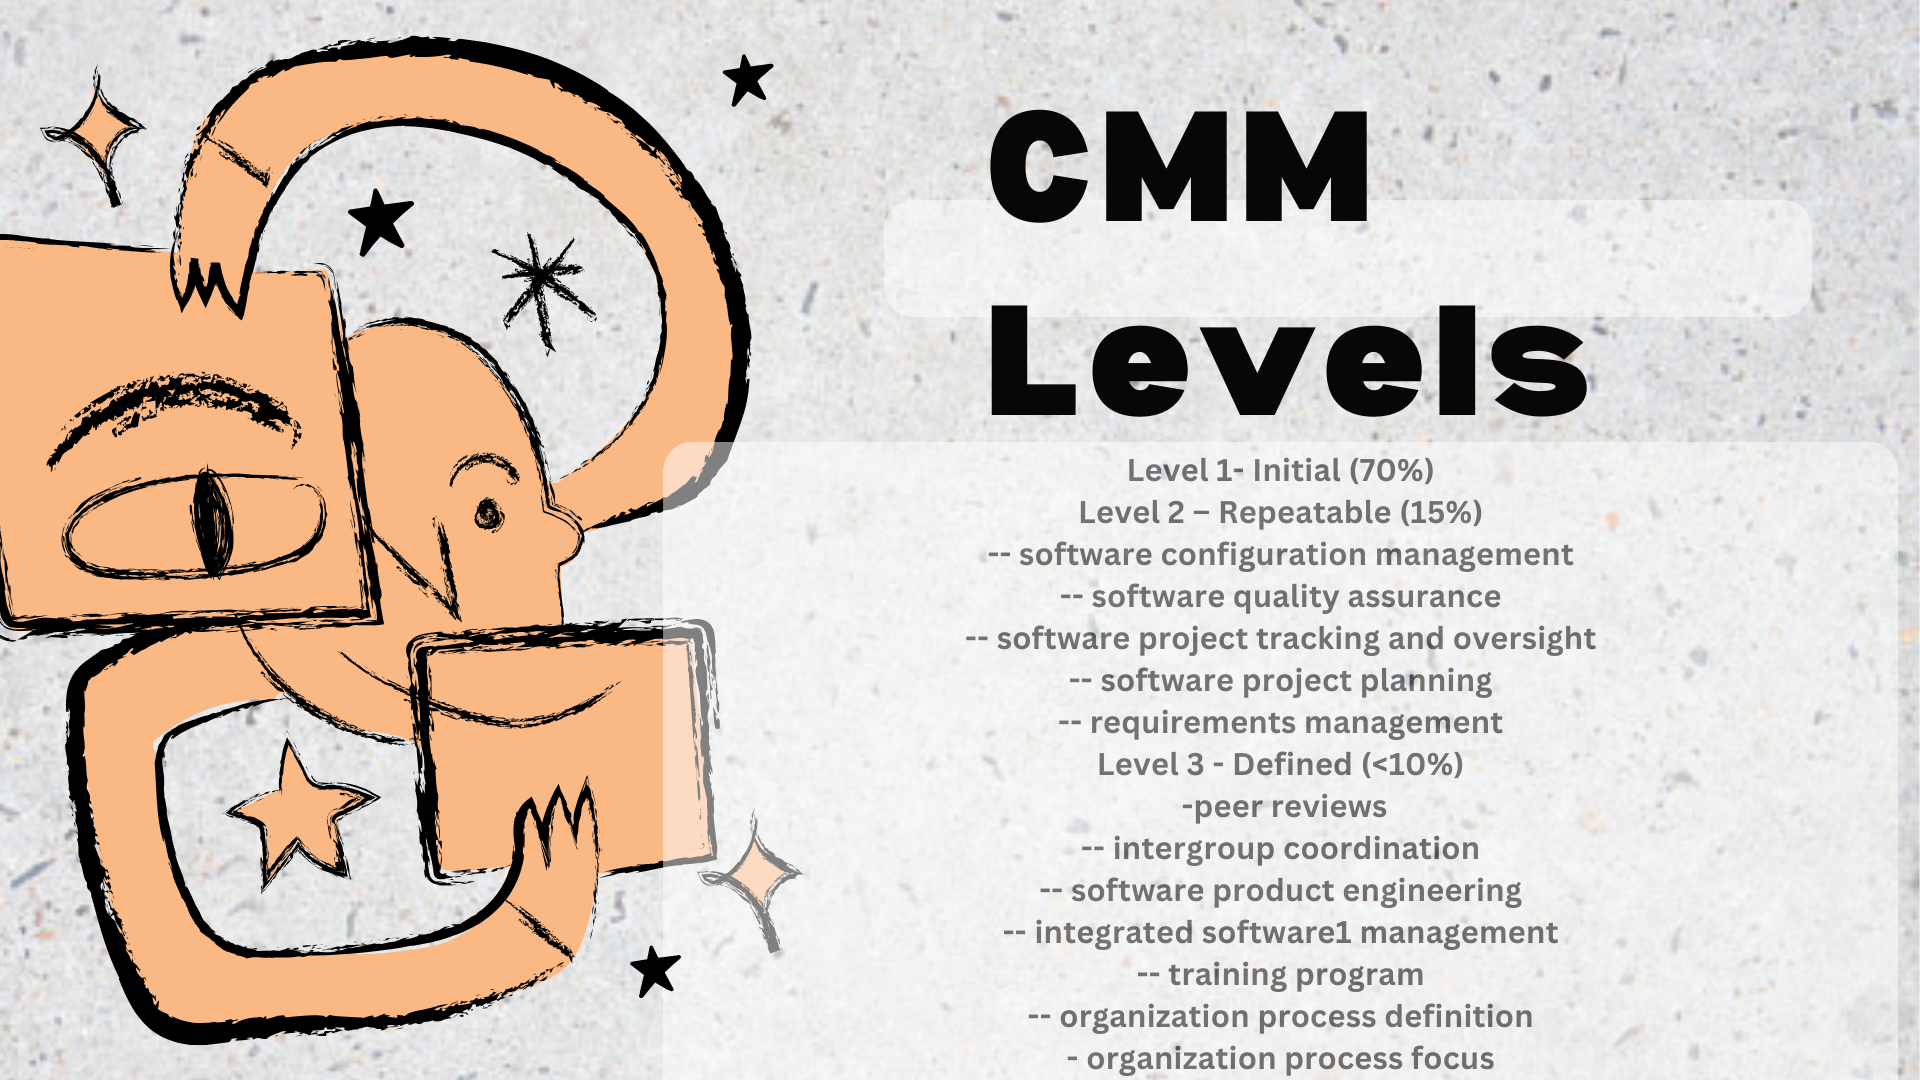 CMM
Levels
Level 1- Initial (70%)
Level 2 – Repeatable (15%)
-- software configuration management
-- software quality assurance
-- software project tracking and oversight
-- software project planning
-- requirements management
Level 3 - Defined (<10%)
-peer reviews
-- intergroup coordination
-- software product engineering
-- integrated software1 management
-- training program
-- organization process definition
- organization process focus